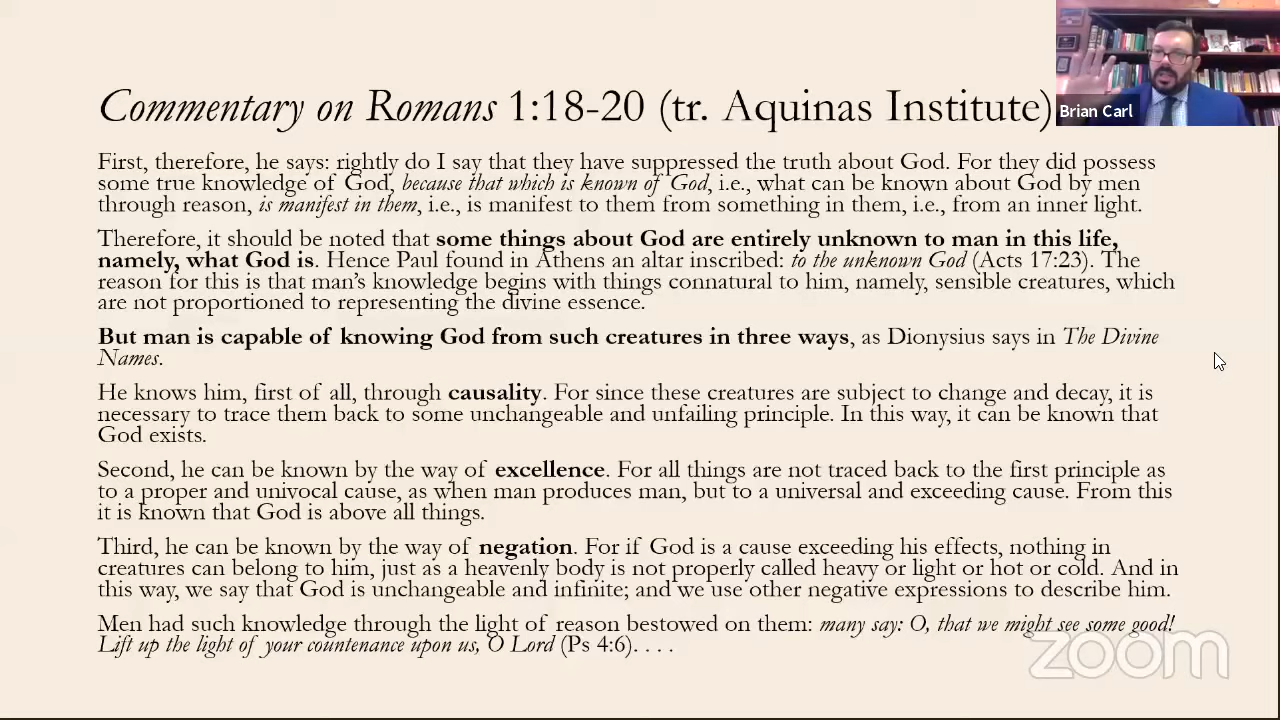 Commentary on Romans 1:18-20 (tr. Aquinas Institute)
Brian Carl
First, therefore, he says: rightly do I say that they have suppressed the truth about God. For they did possess
some true knowledge of God, because that which is known of God, i.e., what can be known about God by men
through reason, is manifest in them, i.e., is manifest to them from something in them, i.e., from an inner light.
Therefore, it should be noted that some things about God are entirely unknown to man in this life,
namely, what God is. Hence Paul found in Athens an altar inscribed: to the unknown God (Acts 17:23). The
reason for this is that man's knowledge begins with things connatural to him, namely, sensible creatures, which
are not proportioned to representing the divine essence.
But man is capable of knowing God from such creatures in three ways, as Dionysius says in The Divine
Names.
He knows him, first of all, through causality. For since these creatures are subject to change and decay, it is
necessary to trace them back to some unchangeable and unfailing principle. In this way, it can be known that
God exists.
Second, he can be known by the way of excellence. For all things are not traced back to the first principle as
to a proper and univocal cause, as when man produces man, but to a universal and exceeding cause. From this
it is known that God is above all things.
Third, he can be known by the way of negation. For if God is a cause exceeding his effects, nothing in
creatures can belong to him, just as a heavenly body is not properly called heavy or light or hot or cold. And in
this way, we say that God is unchangeable and infinite; and we use other negative expressions to describe him.
Men had such knowledge through the light of reason bestowed on them: many say: O, that we might see some good!
Lift up the light of your countenance upon us, O Lord (Ps 4:6). . . .
zoom